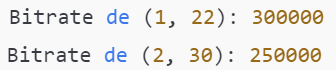 Bitrate de (1, 22): 300000
Bitrate de (2, 30): 250000